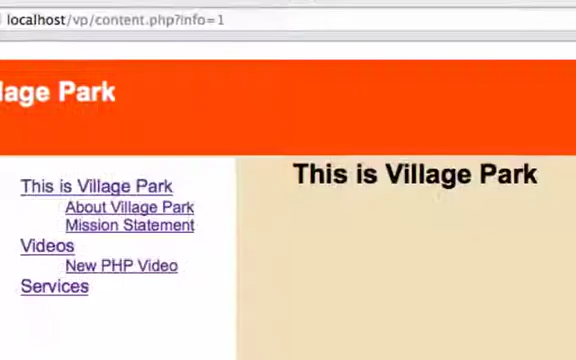 localhost/vp/content.php?info=1
lage Park
This is Village Park
This is Village Park
About Village Park
Mission Statement
Videos
New PHP Video
Services